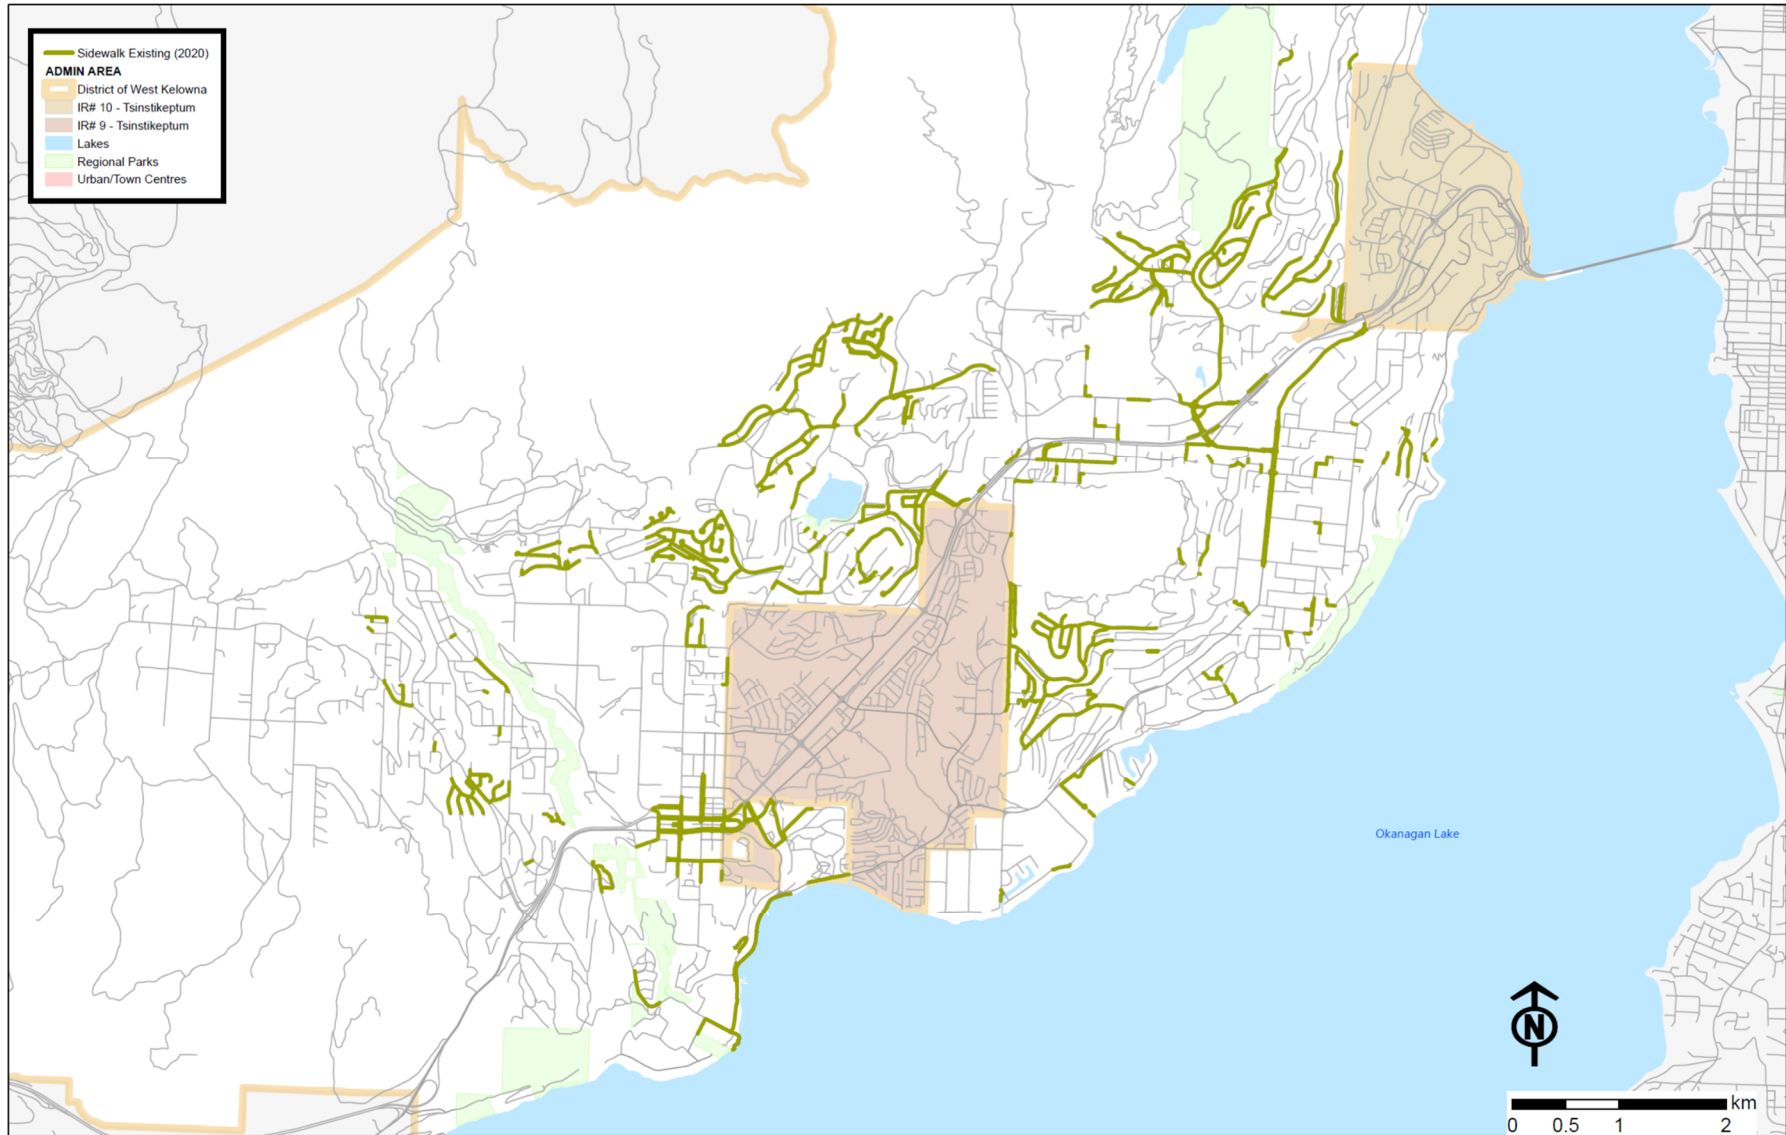 Sidewalk Existing (2020)
ADMIN AREA
District of West Kelowna
IR# 10 - Tsinstikeptum
IR# 9 - Tsinstikeptum
Lakes
Regional Parks
Urban/Town Centres
Okanagan Lake
N
km
0 0.5 1 2